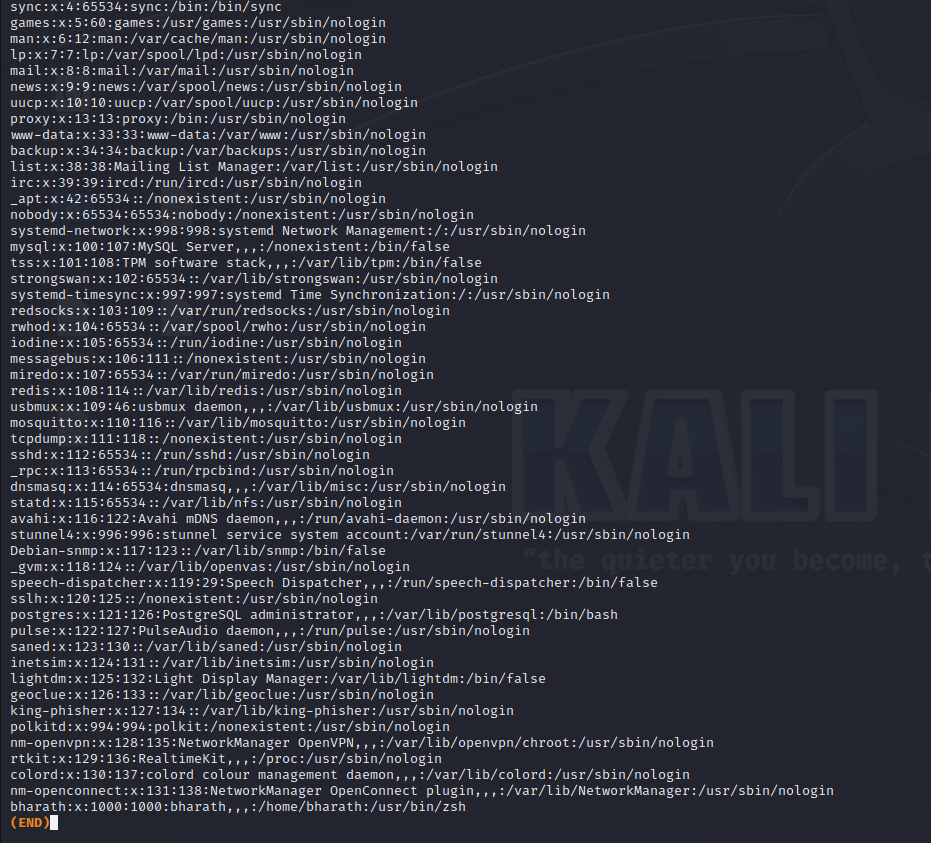 sync:x:4:65534:sync:/bin:/bin/sync
games:x:5:60:games:/usr/games:/usr/sbin/nologin
man:x:6:12:man:/var/cache/man:/usr/sbin/nologin
lp:x:7:7:lp:/var/spool/lpd:/usr/sbin/nologin
mail:x:8:8:mail:/var/mail:/usr/sbin/nologin
news:x:9:9:news:/var/spool/news:/usr/sbin/nologin
uucp:x:10:10:uucp:/var/spool/uucp:/usr/sbin/nologin
proxy:x:13:13:proxy:/bin:/usr/sbin/nologin
www-data:x:33:33:www-data:/var/www:/usr/sbin/nologin
backup:x:34:34:backup:/var/backups:/usr/sbin/nologin
list:x:38:38:Mailing List Manager:/var/list:/usr/sbin/nologin
irc:x:39:39:ircd:/run/ircd:/usr/sbin/nologin
_apt:x:42:65534::/nonexistent:/usr/sbin/nologin
nobody:x:65534:65534:nobody:/nonexistent:/usr/sbin/nologin
systemd-network:x:998:998:systemd Network Management:/:/usr/sbin/nologin
mysql:x:100:107:MySQL Server,,,:/nonexistent:/bin/false
tss:x:101:108:TPM software stack,,,:/var/lib/tpm:/bin/false
strongswan:x:102:65534::/var/lib/strongswan:/usr/sbin/nologin
systemd-timesync:x:997:997:systemd Time Synchronization:/:/usr/sbin/nologin
redsocks:x:103:109::/var/run/redsocks:/usr/sbin/nologin
rwhod:x:104:65534::/var/spool/rwho:/usr/sbin/nologin
iodine:x:105:65534::/run/iodine:/usr/sbin/nologin
messagebus:x:106:111::/nonexistent:/usr/sbin/nologin
miredo:x:107:65534::/var/run/miredo:/usr/sbin/nologin
redis:x:108:114::/var/lib/redis:/usr/sbin/nologin
usbmux:x:109:46:usbmux daemon,,,:/var/lib/usbmux:/usr/sbin/nologin
mosquitto:x:110:116::/var/lib/mosquitto:/usr/sbin/nologin
tcpdump:x:111:118::/nonexistent:/usr/sbin/nologin
sshd:x:112:65534::/run/sshd:/usr/sbin/nologin
_rpc:x:113:65534::/run/rpcbind:/usr/sbin/nologin
dnsmasq:x:114:65534:dnsmasq,,,:/var/lib/misc:/usr/sbin/nologin
statd:x:115:65534::/var/lib/nfs:/usr/sbin/nologin
avahi:x:116:122:Avahi mDNS daemon,,,:/run/avahi-daemon:/usr/sbin/nologin
stunnel4:x:996:996:stunnel service system account:/var/run/stunnel4:/usr/sbin/nologin
Debian-snmp:x:117:123::/var/lib/snmp:/bin/false
_gvm:x:118:124::/var/lib/openvas:/usr/sbin/nologin
speech-dispatcher:x:119:29:Speech Dispatcher,,,:/run/speech-dispatcher:/bin/false
sslh:x:120:125::/nonexistent:/usr/sbin/nologin
postgres:x:121:126:PostgreSQL administrator,,,:/var/lib/postgresql:/bin/bash
pulse:x:122:127:PulseAudio daemon,,,:/run/pulse:/usr/sbin/nologin
saned:x:123:130::/var/lib/saned:/usr/sbin/nologin
inetsim:x:124:131::/var/lib/inetsim:/usr/sbin/nologin
lightdm:x:125:132:Light Display Manager:/var/lib/lightdm:/bin/false
geoclue:x:126:133::/var/lib/geoclue:/usr/sbin/nologin
king-phisher:x:127:134::/var/lib/king-phisher:/usr/sbin/nologin
polkitd:x:994:994:polkit:/nonexistent:/usr/sbin/nologin
nm-openvpn:x:128:135:NetworkManager OpenVPN,,,:/var/lib/openvpn/chroot:/usr/sbin/nologin
rtkit:x:129:136:RealtimeKit,,,:/proc:/usr/sbin/nologin
colord:x:130:137:colord colour management daemon,,,:/var/lib/colord:/usr/sbin/nologin
nm-openconnect:x:131:138:NetworkManager OpenConnect plugin,,,:/var/lib/NetworkManager:/usr/sbin/nologin
bharath:x:1000:1000:bharath,,,:/home/bharath:/usr/bin/zsh
(END)
KALI
"the quieter you become, t